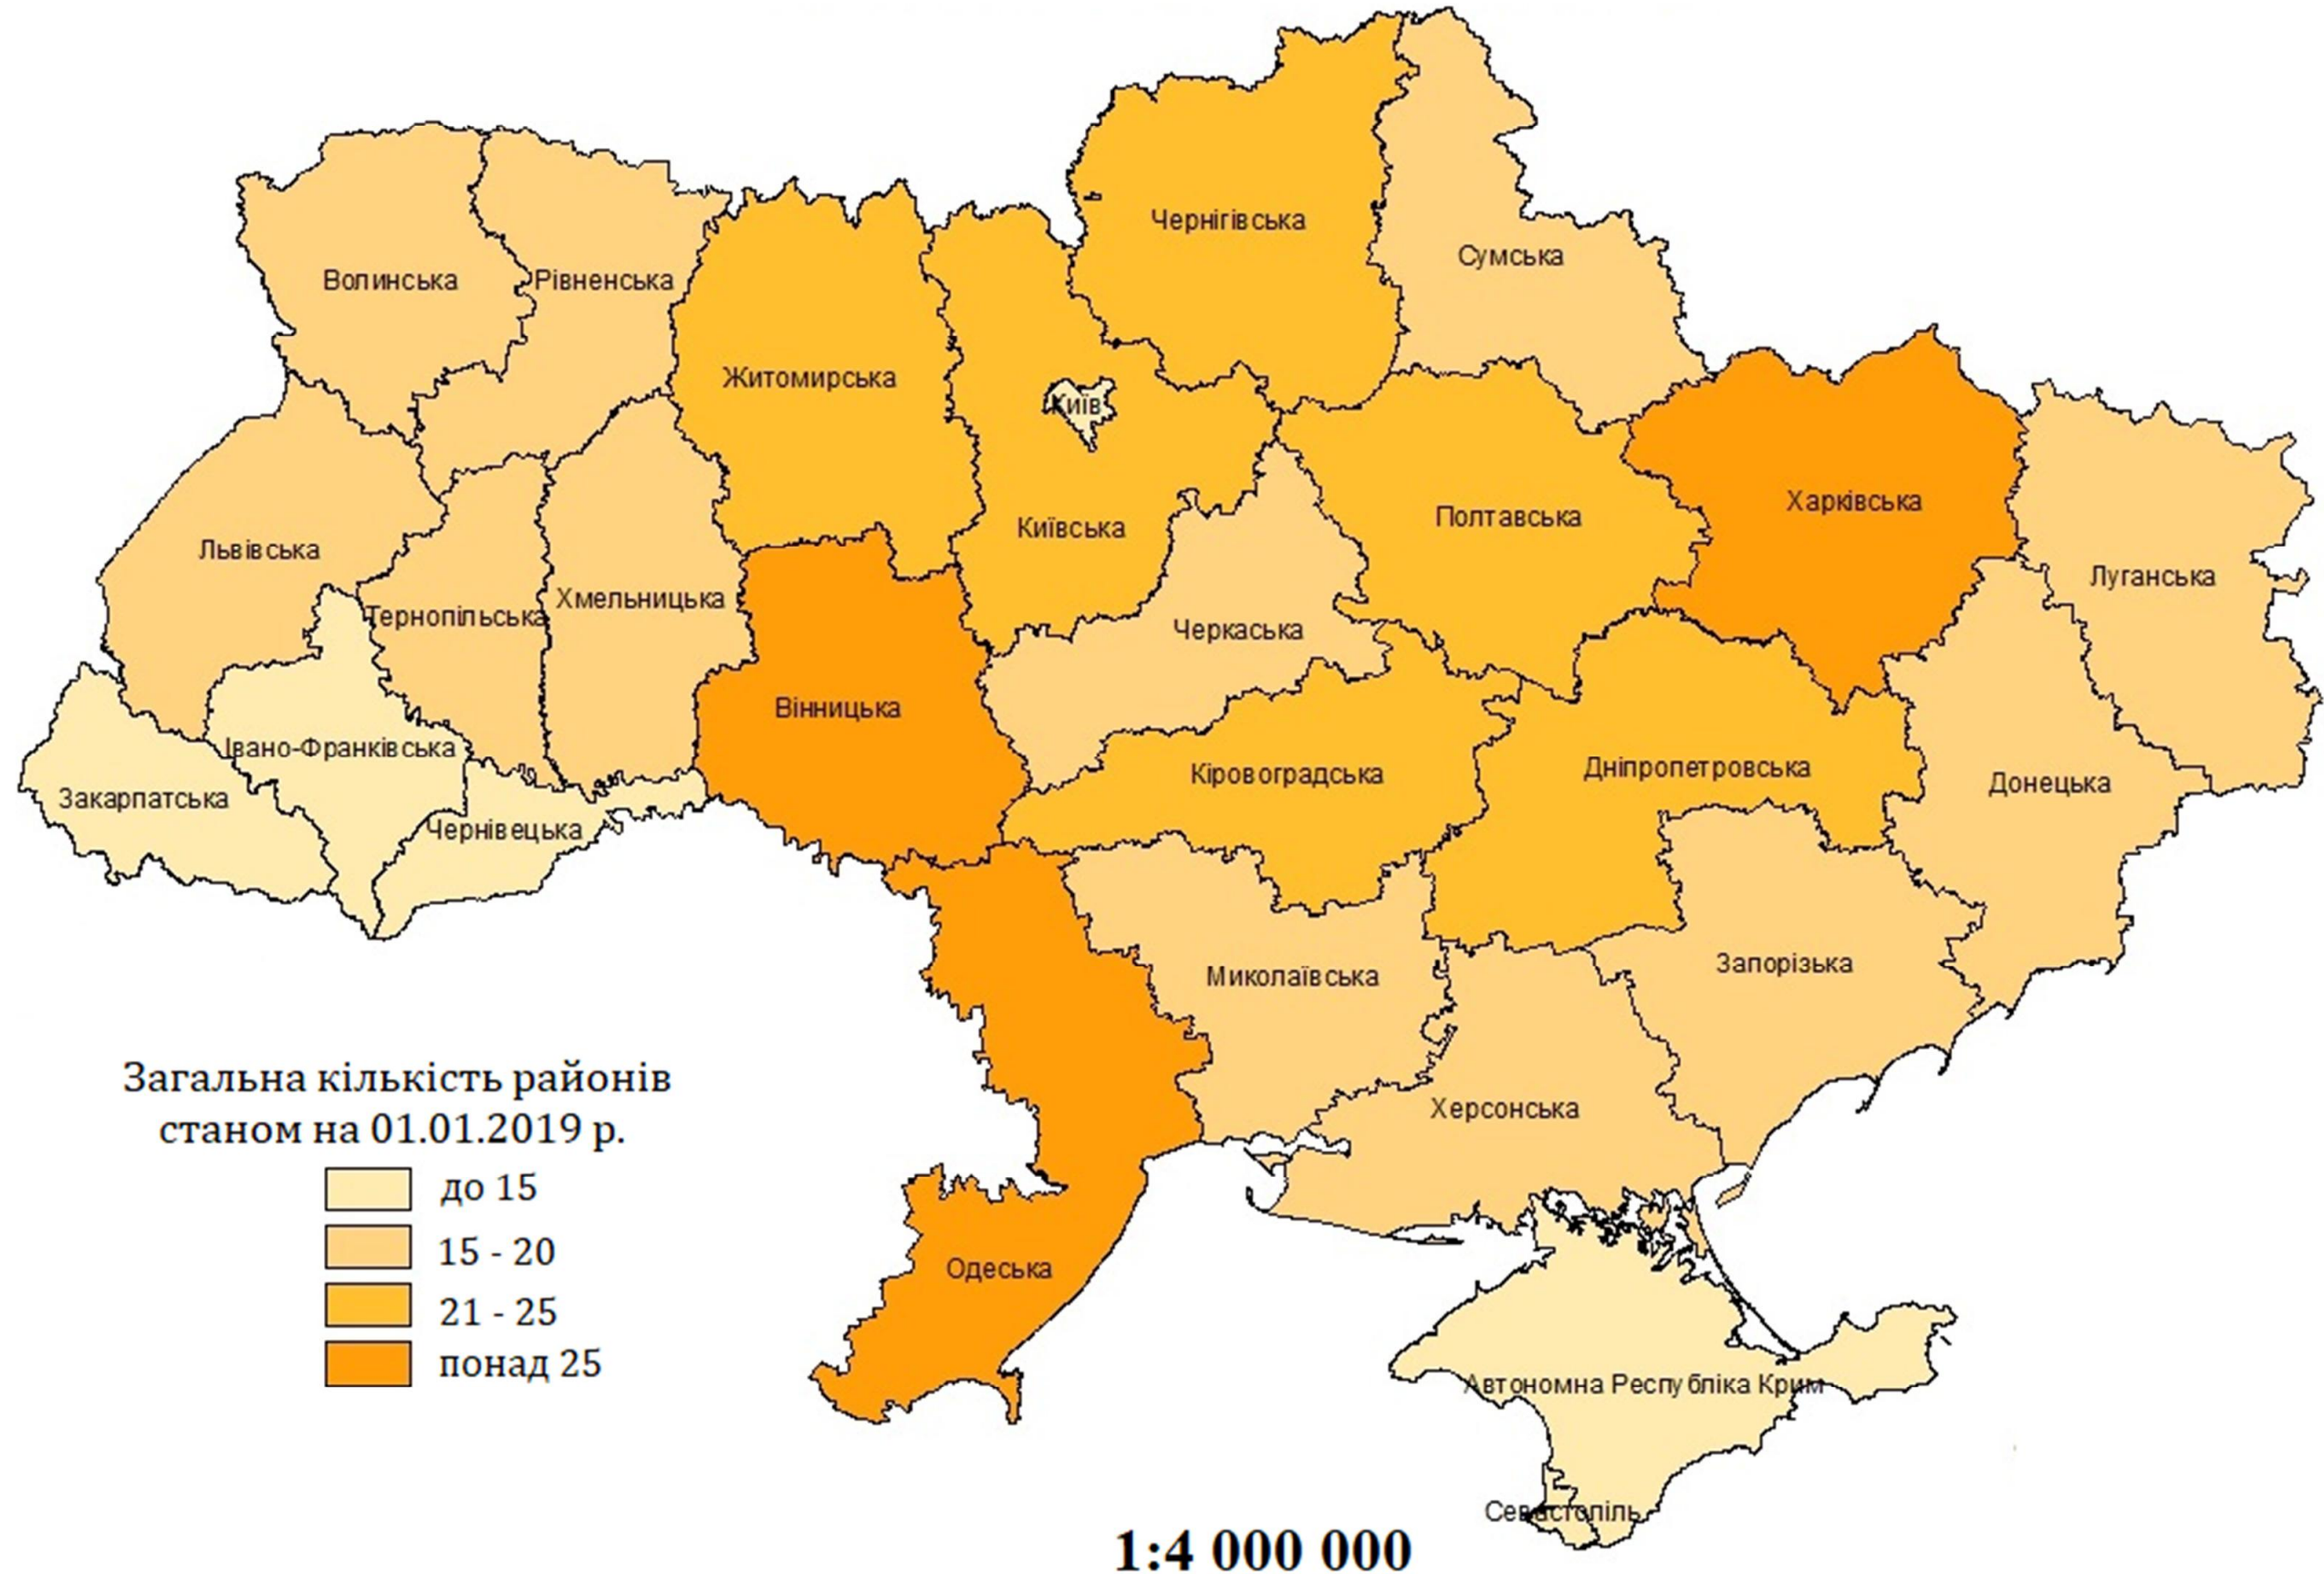 Чернігівська
Сумська
Волинська
Рівненська
Житомирська
Київ
Харківська
Полтавська
Київська
Львівська
Луганська
Хмельницька
Тернопільська
Черкаська
Вінницька
Івано-Франківська
Дніпропетровська
Кіровоградська
Донецька
Закарпатська
Чернівецька
Запорізька
Миколаївська
Херсонська
Одеська
Автономна Республіка Крим
Севастопіль
Загальна кількість районів
станом на 01.01.2019 р.
до 15
15 - 20
21 - 25
понад 25
1:4 000 000